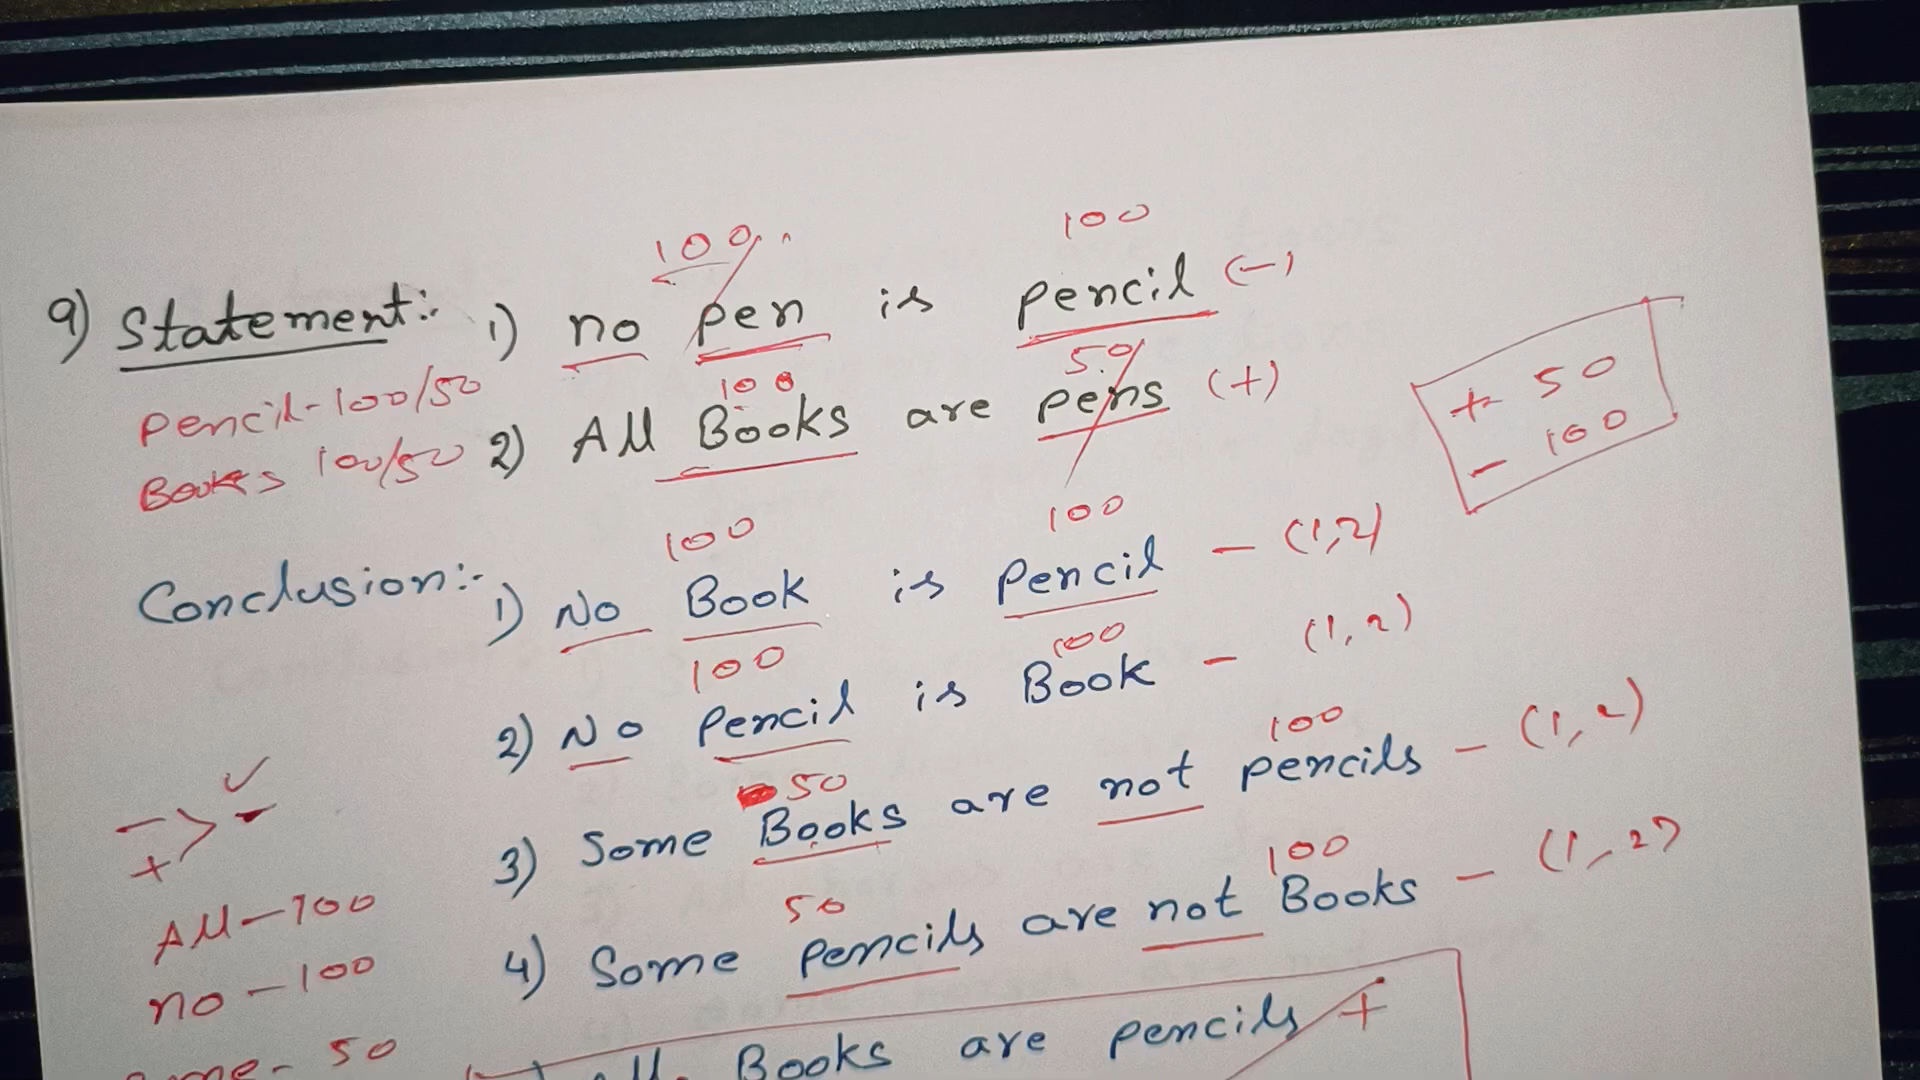 100%
100
9) Statement:- 1) no pen is pencil (-)
Pencil-100/50
100
50
Books 100/50
2) All Books are pens (+)
+ 50
- 100
100
100
Conclusion:- 1) No Book is Pencil - (1,2)
100
100
2) No Pencil is Book - (1,2)
50
100
3) Some Books are not pencils - (1,2)
50
100
4) Some Pencils are not Books - (1,2)
- > -
+
All-100
no-100
50
Books are pencils +